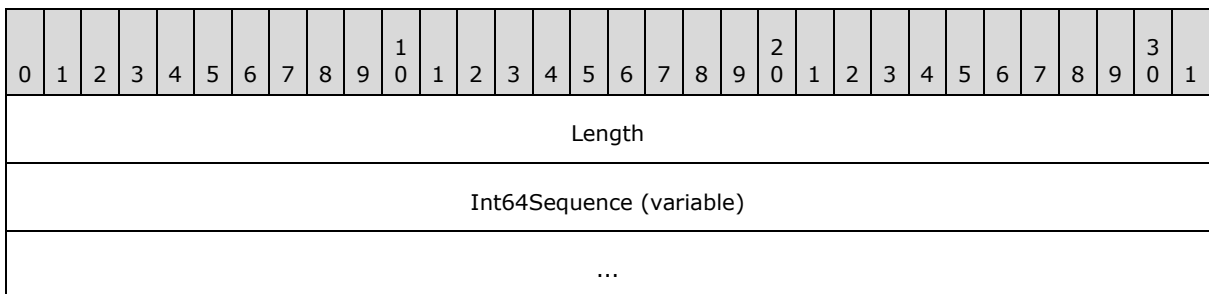 1 2 3
0 1 2 3 4 5 6 7 8 9 0 1 2 3 4 5 6 7 8 9 0 1 2 3 4 5 6 7 8 9 0 1
Length
Int64Sequence (variable)
...